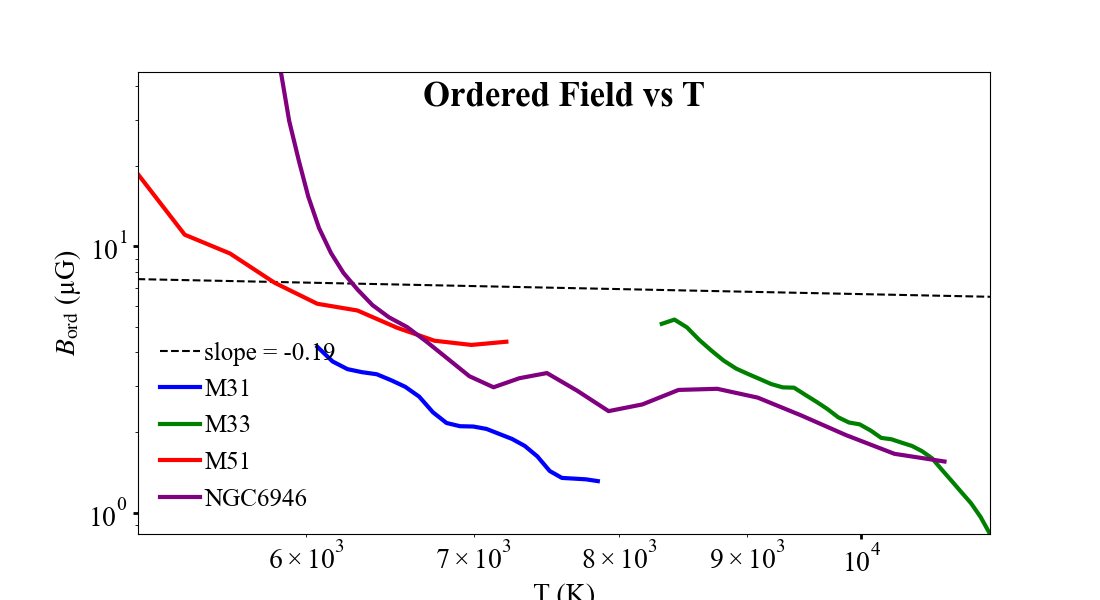 Ordered Field vs T
B_ord (μG)
10^1
10^0
slope = -0.19
M31
M33
M51
NGC6946
6 × 10^3 7 × 10^3 8 × 10^3 9 × 10^3 10^4
T (K)